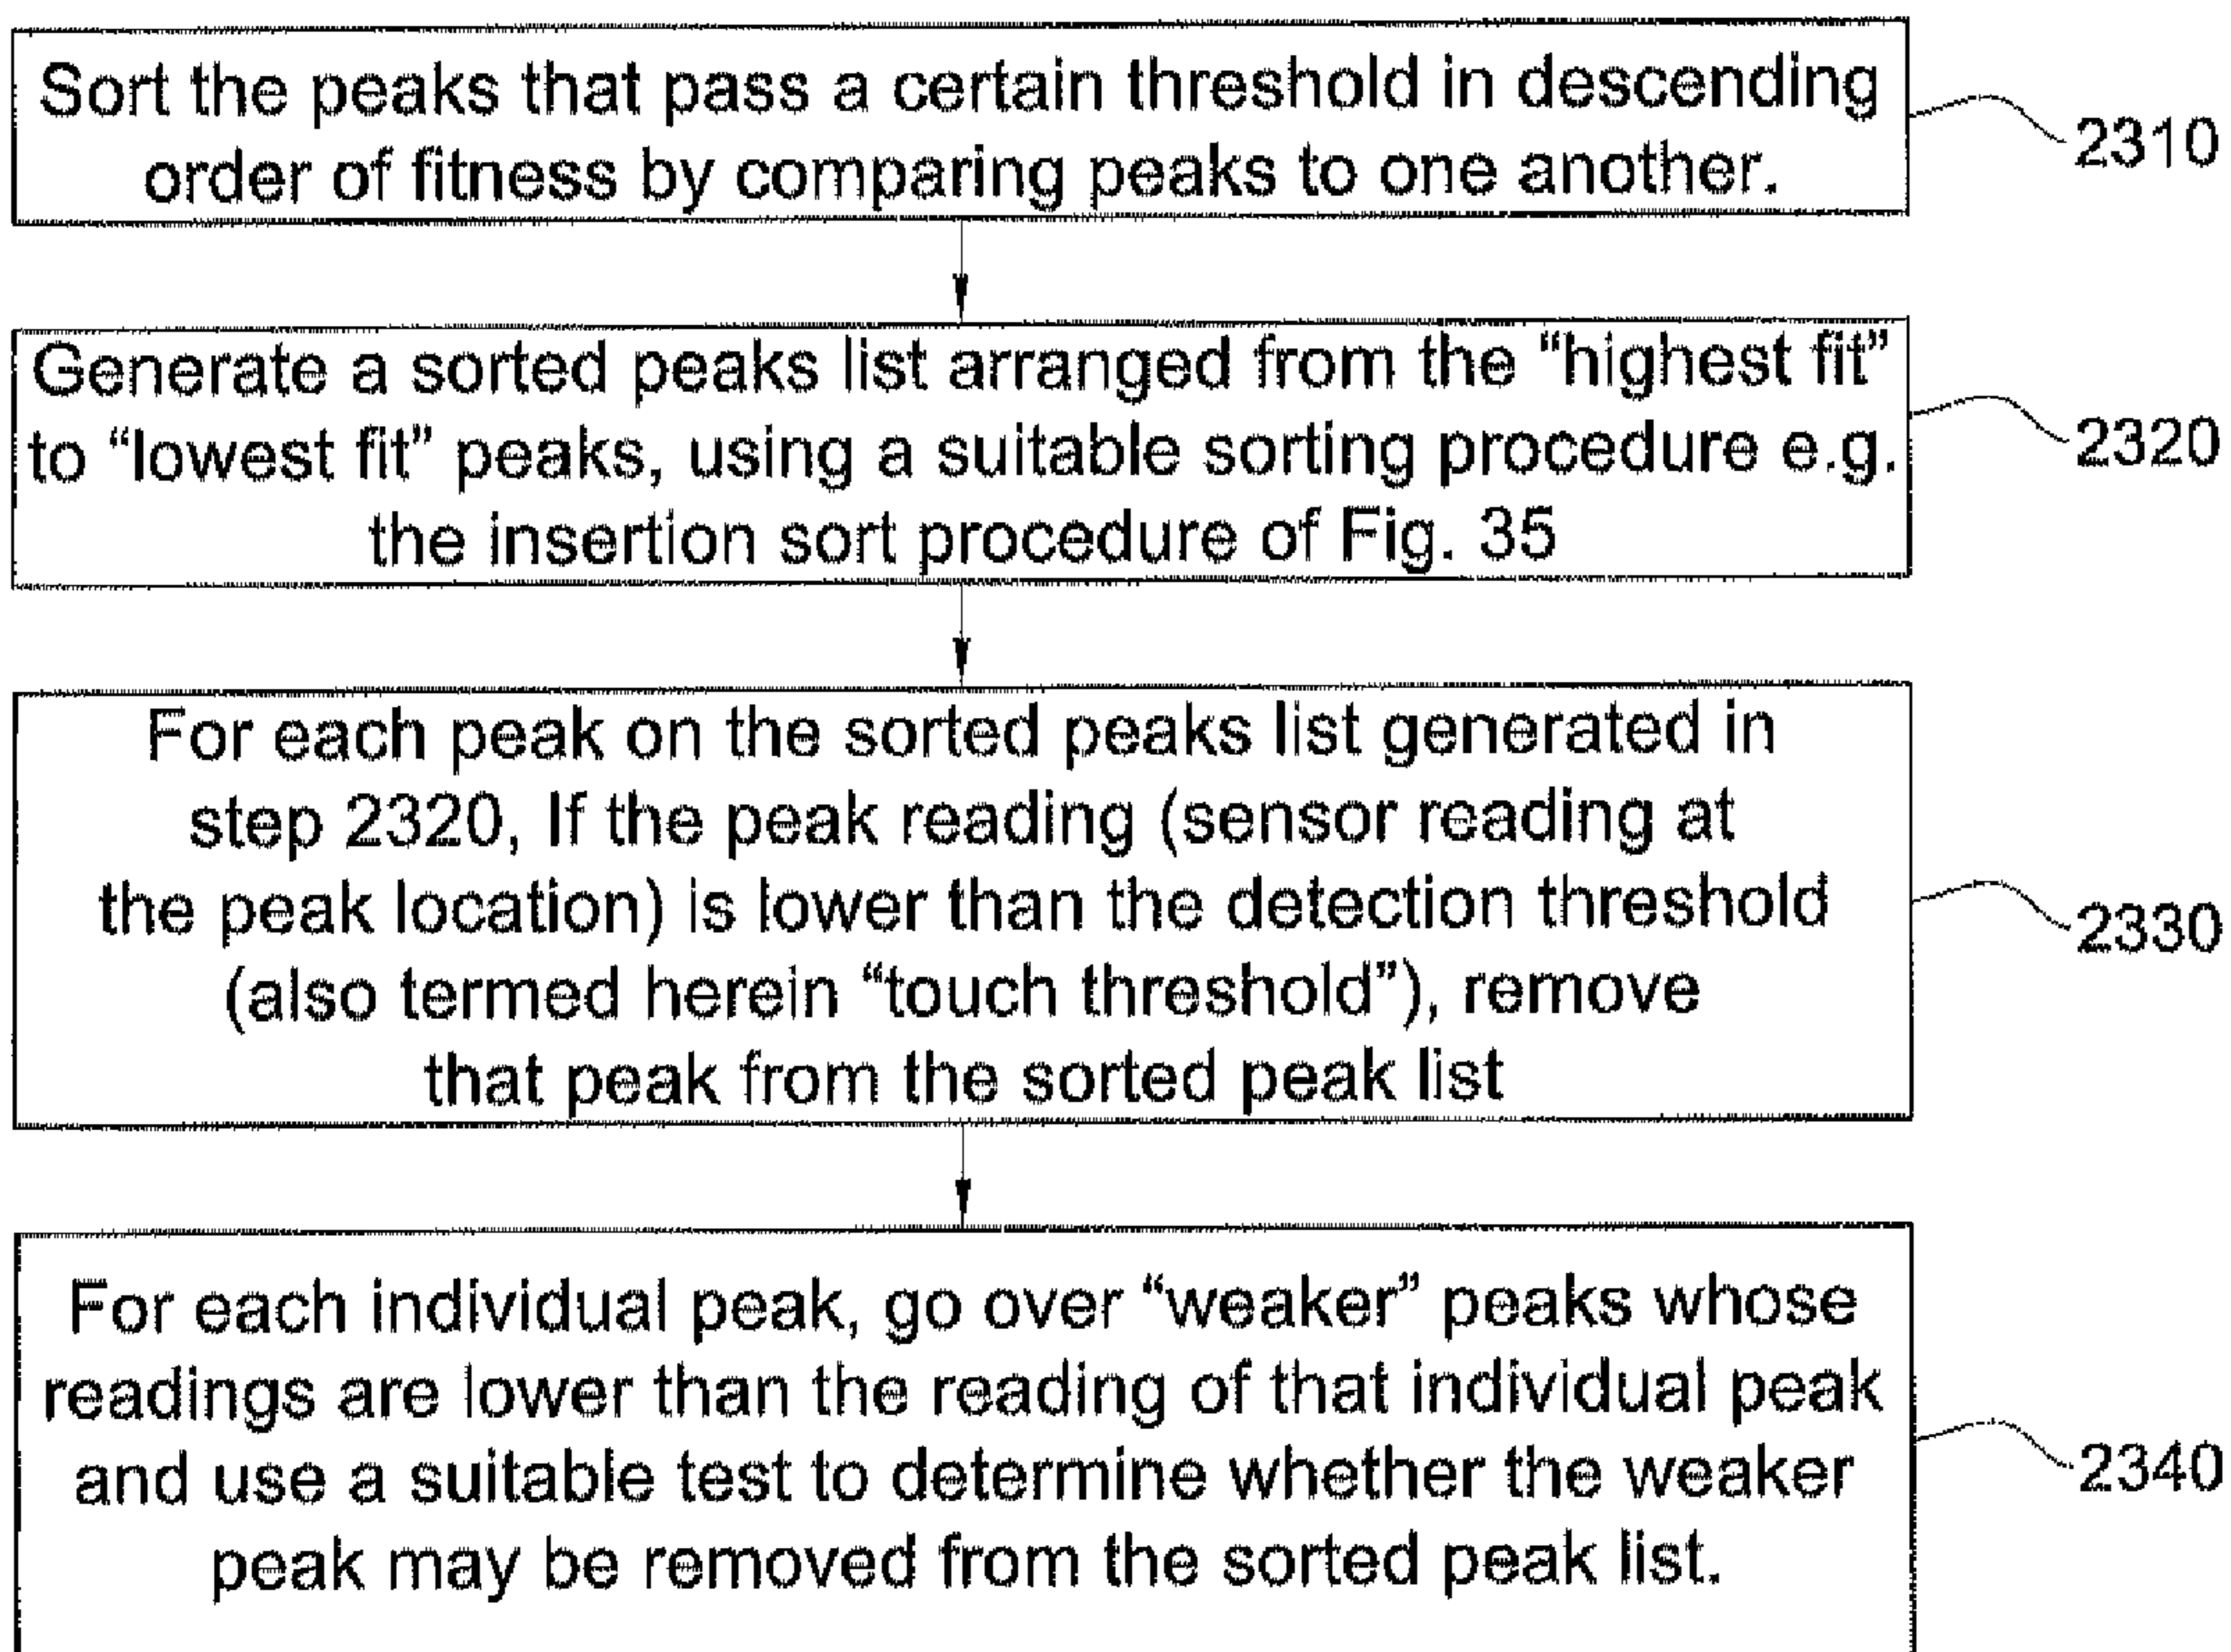 Sort the peaks that pass a certain threshold in descending
order of fitness by comparing peaks to one another.
2310
Generate a sorted peaks list arranged from the “highest fit”
to “lowest fit” peaks, using a suitable sorting procedure e.g.
the insertion sort procedure of Fig. 35
2320
For each peak on the sorted peaks list generated in
step 2320, If the peak reading (sensor reading at
the peak location) is lower than the detection threshold
(also termed herein “touch threshold”), remove
that peak from the sorted peak list
2330
For each individual peak, go over “weaker” peaks whose
readings are lower than the reading of that individual peak
and use a suitable test to determine whether the weaker
peak may be removed from the sorted peak list.
2340